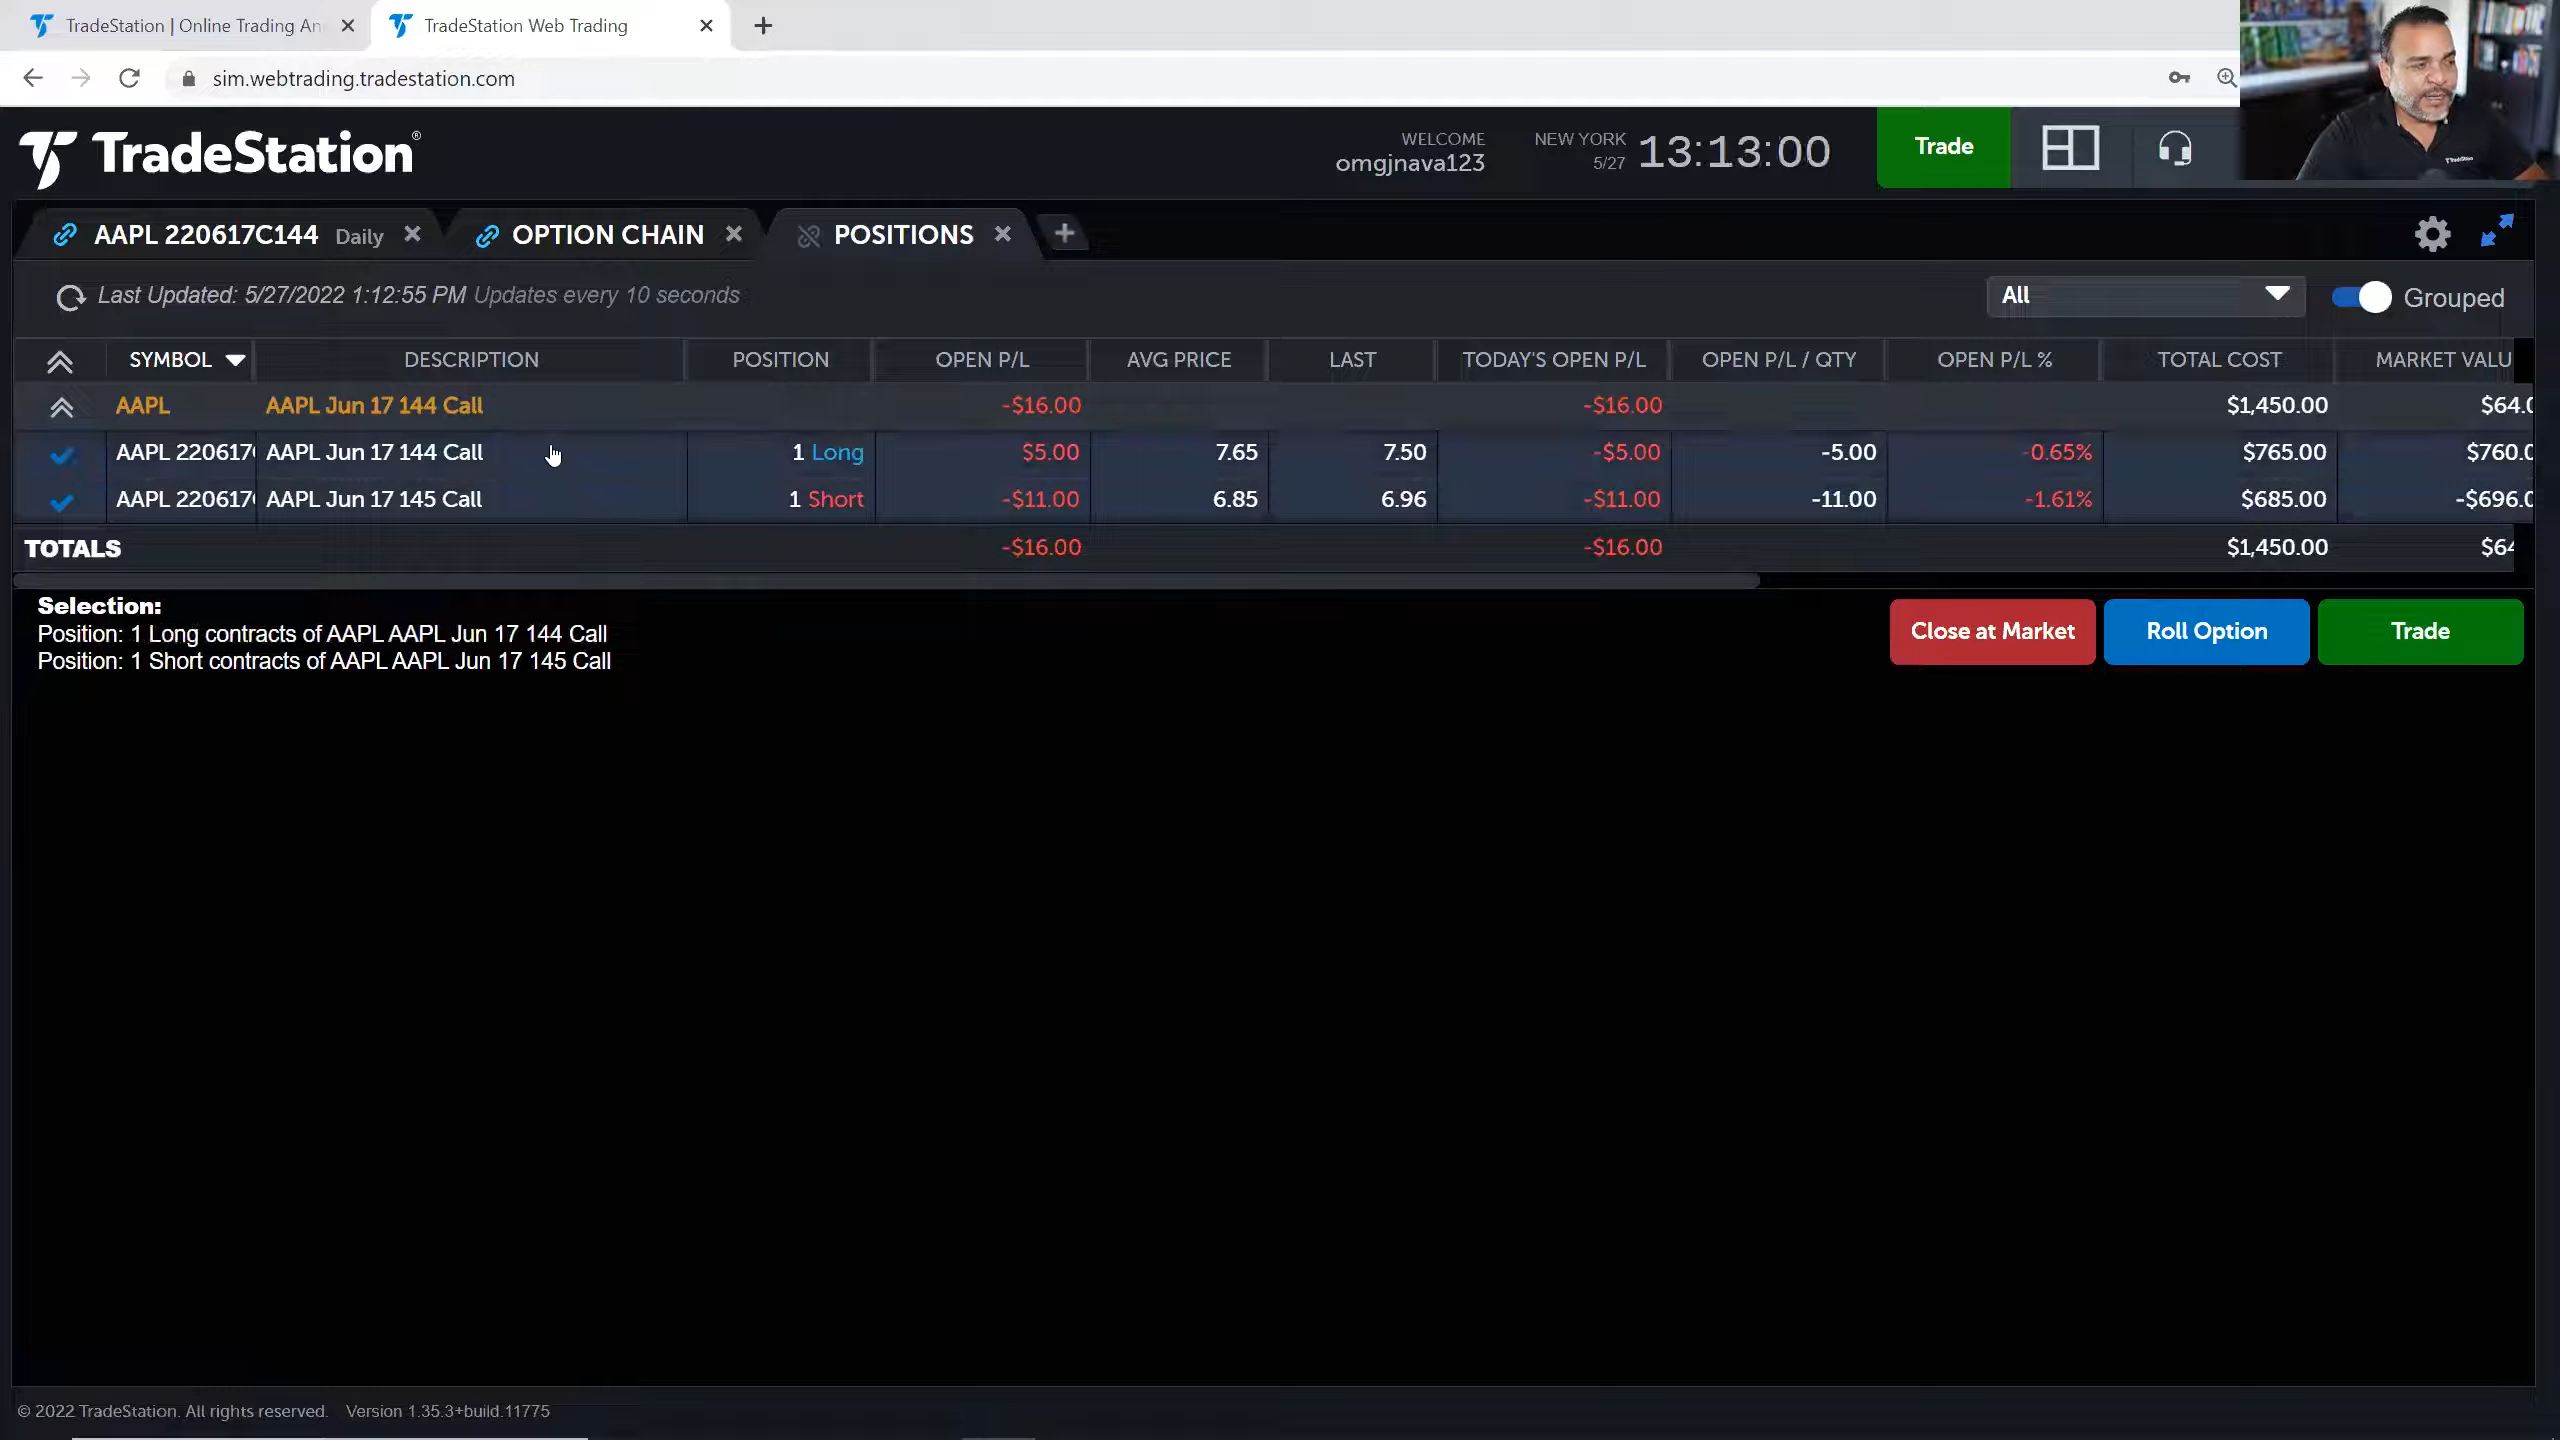 TradeStation | Online Trading An
TradeStation Web Trading
sim.webtrading.tradestation.com
TradeStation®
WELCOME
omgjnava123
NEW YORK
5/27
13:13:00
Trade
AAPL 220617C144 Daily
OPTION CHAIN
POSITIONS
Last Updated: 5/27/2022 1:12:55 PM Updates every 10 seconds
All
Grouped
SYMBOL DESCRIPTION POSITION OPEN P/L AVG PRICE LAST TODAY'S OPEN P/L OPEN P/L / QTY OPEN P/L % TOTAL COST MARKET VALU
AAPL AAPL Jun 17 144 Call -$16.00 -$16.00 $1,450.00 $64.0
AAPL 220617 AAPL Jun 17 144 Call 1 Long $5.00 7.65 7.50 -$5.00 -5.00 -0.65% $765.00 $760.0
AAPL 220617 AAPL Jun 17 145 Call 1 Short -$11.00 6.85 6.96 -$11.00 -11.00 -1.61% $685.00 -$696.0
TOTALS -$16.00 -$16.00 $1,450.00 $64
Selection:
Position: 1 Long contracts of AAPL AAPL Jun 17 144 Call
Position: 1 Short contracts of AAPL AAPL Jun 17 145 Call
Close at Market
Roll Option
Trade
© 2022 TradeStation. All rights reserved. Version 1.35.3+build.11775